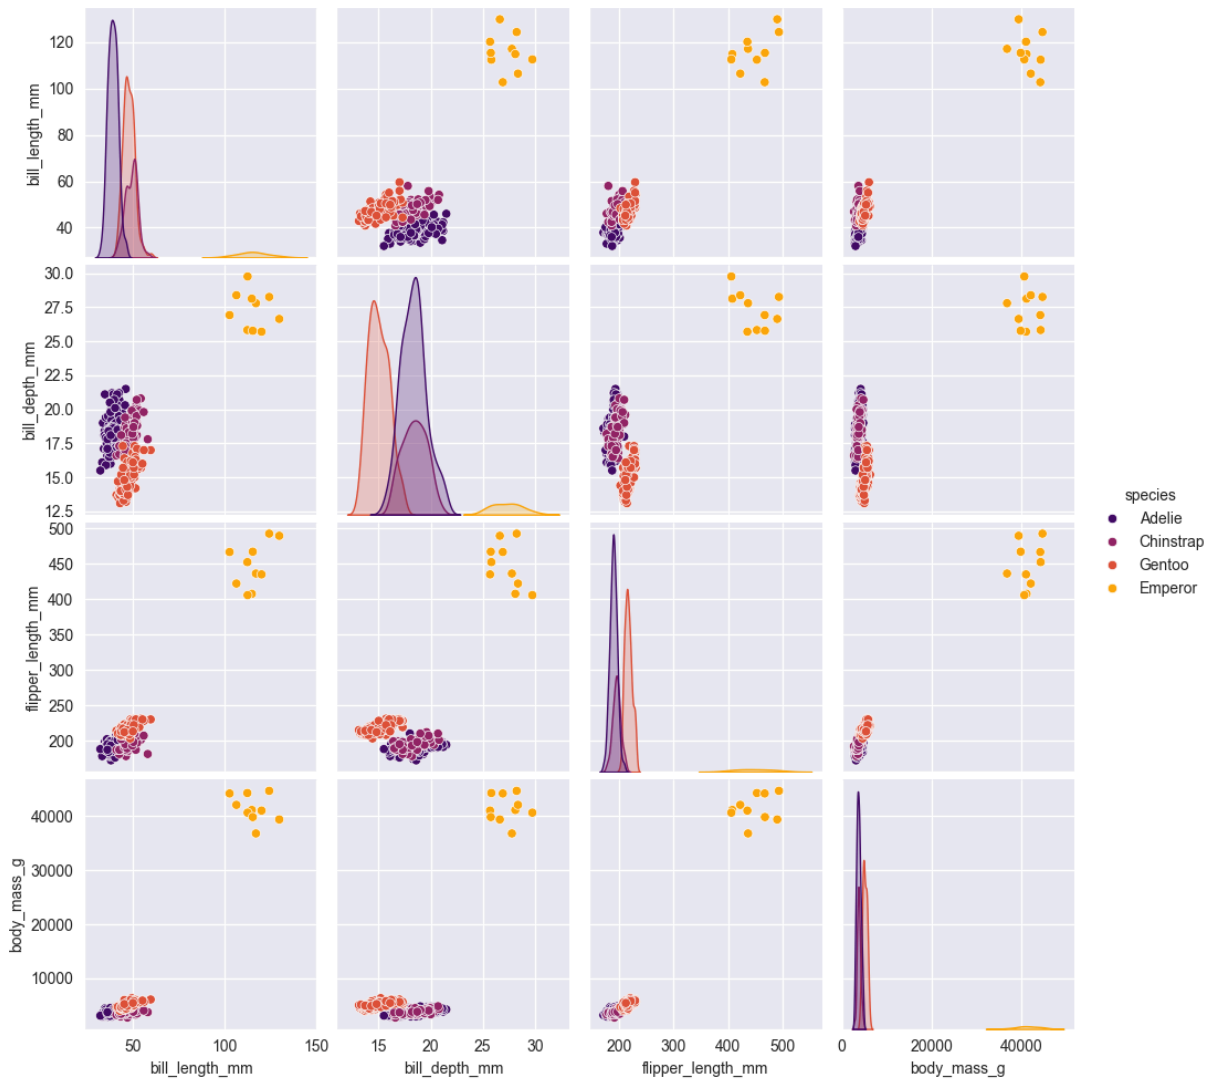 120
100
80
60
40
bill_length_mm
30.0
27.5
25.0
22.5
20.0
17.5
15.0
12.5
bill_depth_mm
500
450
400
350
300
250
200
flipper_length_mm
40000
30000
20000
10000
body_mass_g
50 100 150
bill_length_mm
15 20 25 30
bill_depth_mm
200 300 400 500
flipper_length_mm
0 20000 40000
body_mass_g
species
Adelie
Chinstrap
Gentoo
Emperor